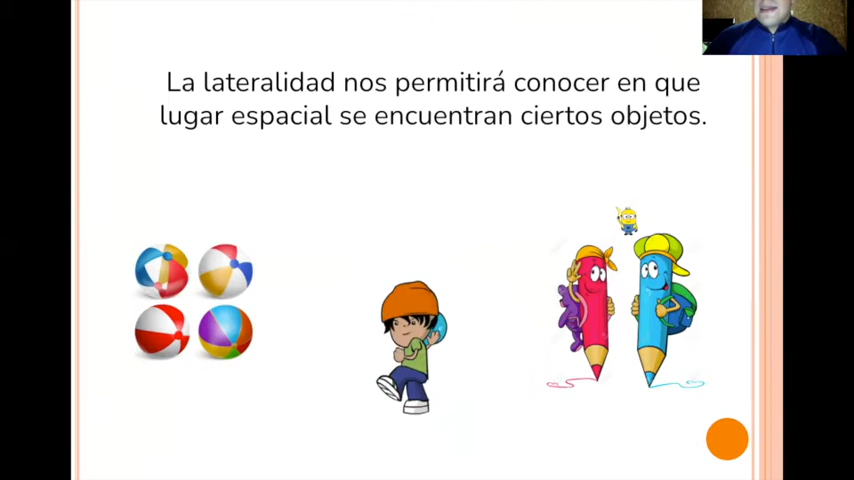 La lateralidad nos permitirá conocer en que
lugar espacial se encuentran ciertos objetos.